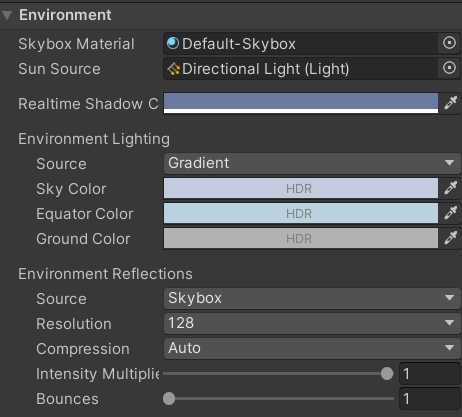 Environment
Skybox Material Default-Skybox
Sun Source Directional Light (Light)
Realtime Shadow C
Environment Lighting
Source Gradient
Sky Color HDR
Equator Color HDR
Ground Color HDR
Environment Reflections
Source Skybox
Resolution 128
Compression Auto
Intensity Multiplie 1
Bounces 1